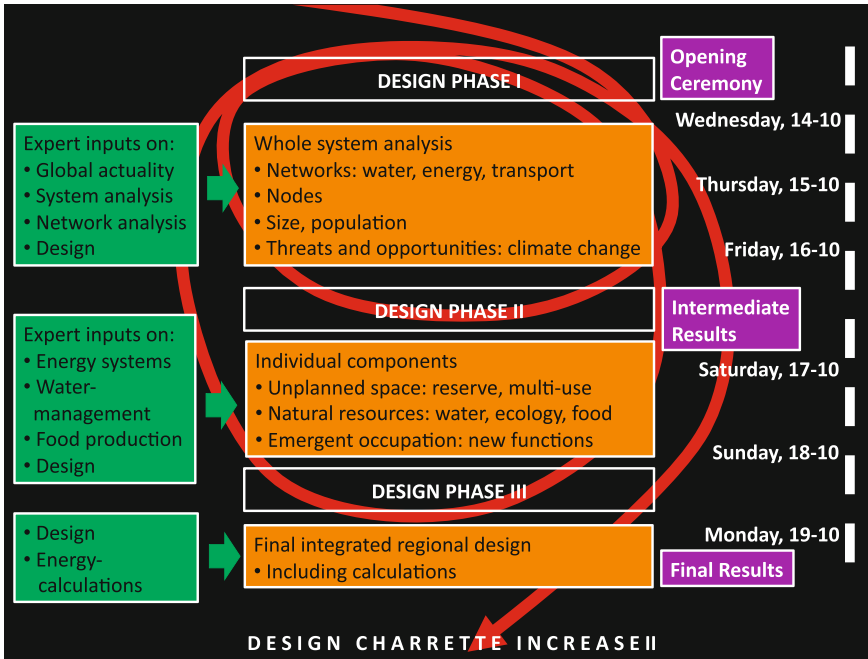 DESIGN PHASE I
Opening
Ceremony
Wednesday, 14-10
Expert inputs on:
• Global actuality
• System analysis
• Network analysis
• Design
Whole system analysis
• Networks: water, energy, transport
• Nodes
• Size, population
• Threats and opportunities: climate change
Thursday, 15-10
Friday, 16-10
DESIGN PHASE II
Intermediate
Results
Expert inputs on:
• Energy systems
• Water-
management
• Food production
• Design
Individual components
• Unplanned space: reserve, multi-use
• Natural resources: water, ecology, food
• Emergent occupation: new functions
Saturday, 17-10
Sunday, 18-10
DESIGN PHASE III
• Design
• Energy-
calculations
Final integrated regional design
• Including calculations
Monday, 19-10
Final Results
DESIGN CHARRETTE INCREASE II